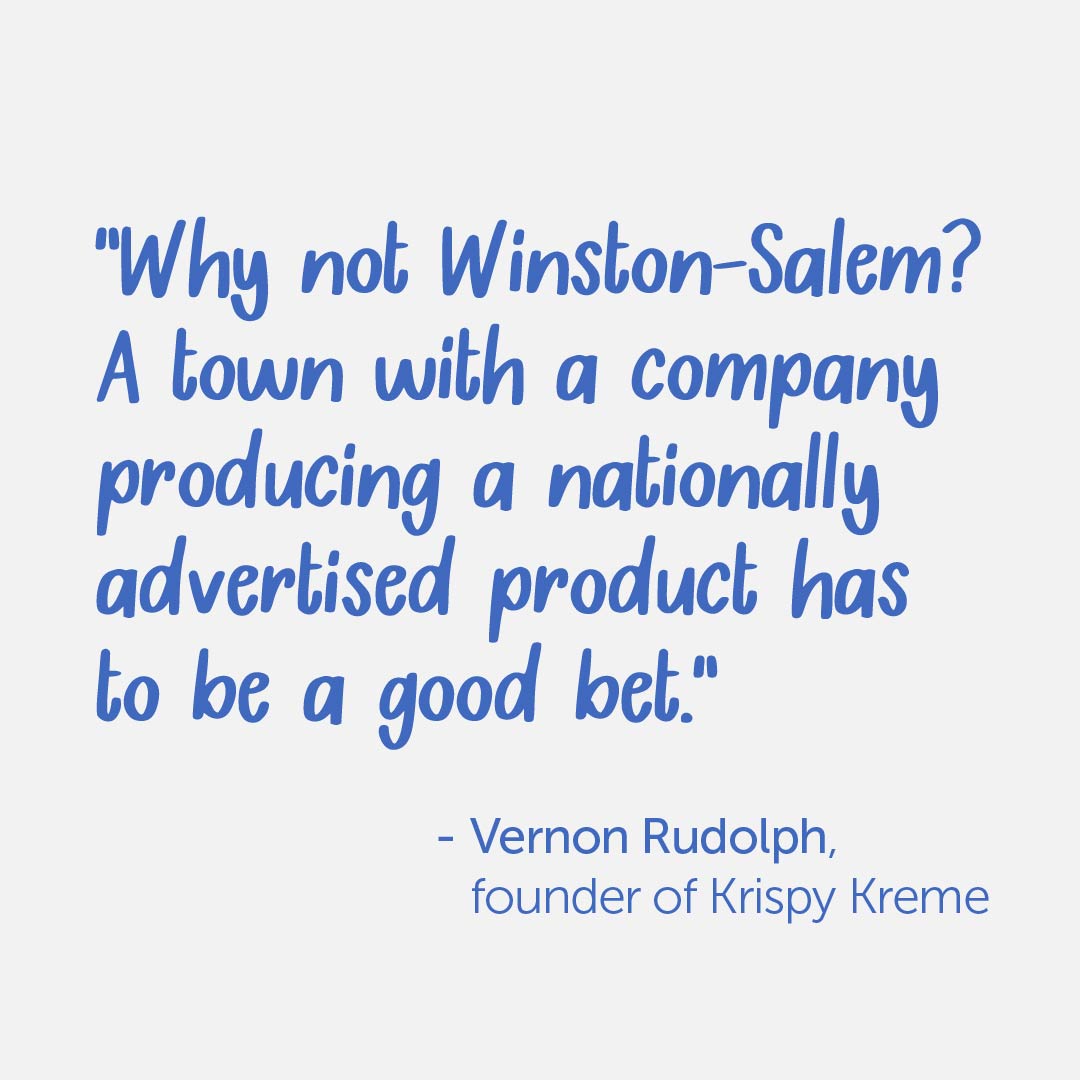 "Why not Winston-Salem?
A town with a company
producing a nationally
advertised product has
to be a good bet."
- Vernon Rudolph,
founder of Krispy Kreme